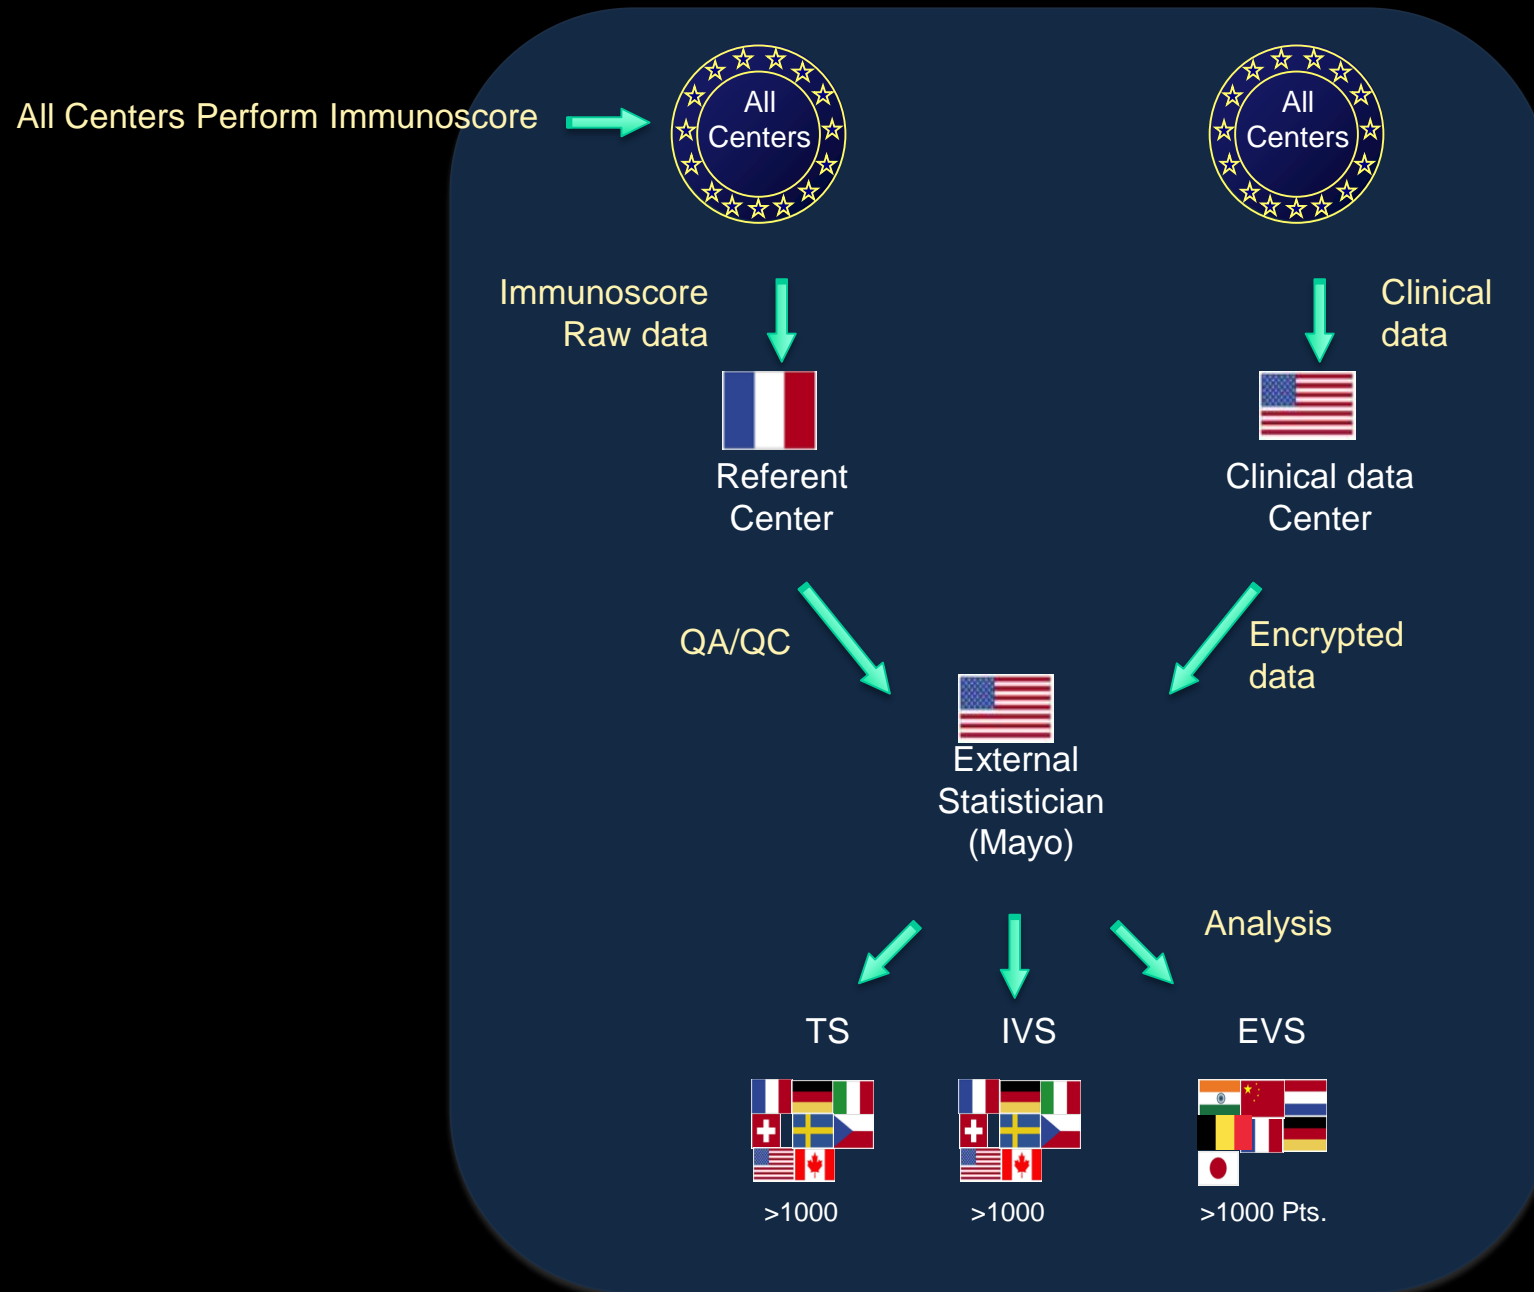 All Centers Perform Immunoscore
All
Centers
All
Centers
Immunoscore
Raw data
Clinical
data
Referent
Center
Clinical data
Center
QA/QC
Encrypted
data
External
Statistician
(Mayo)
Analysis
TS
IVS
EVS
>1000
>1000
>1000 Pts.